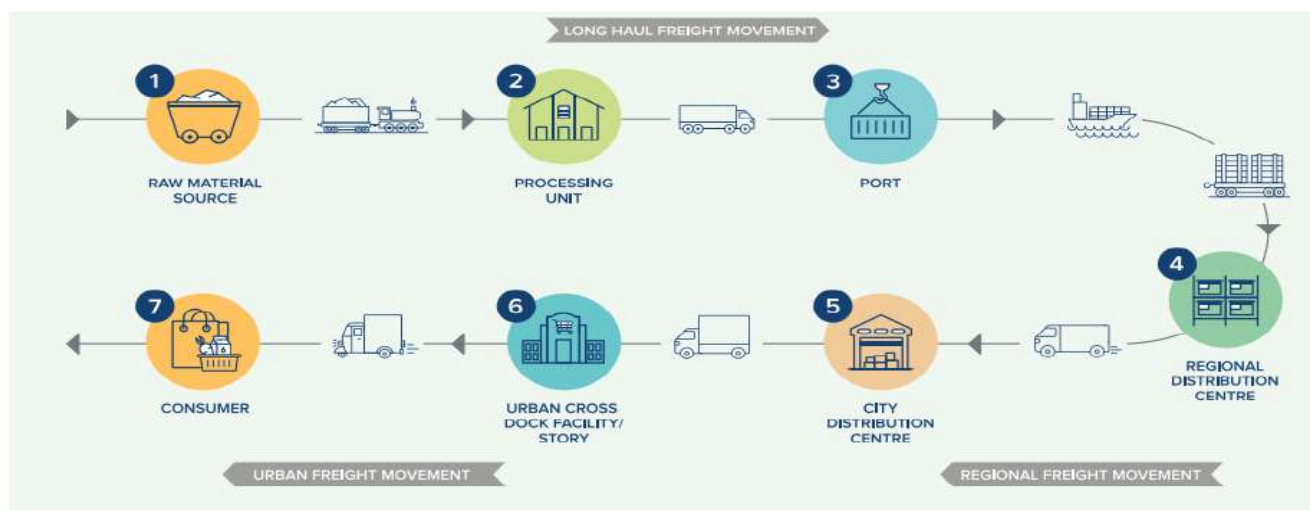 LONG HAUL FREIGHT MOVEMENT
1
RAW MATERIAL
SOURCE
2
PROCESSING
UNIT
3
PORT
4
REGIONAL
DISTRIBUTION
CENTRE
5
CITY
DISTRIBUTION
CENTRE
6
URBAN CROSS
DOCK FACILITY/
STORY
7
CONSUMER
URBAN FREIGHT MOVEMENT
REGIONAL FREIGHT MOVEMENT